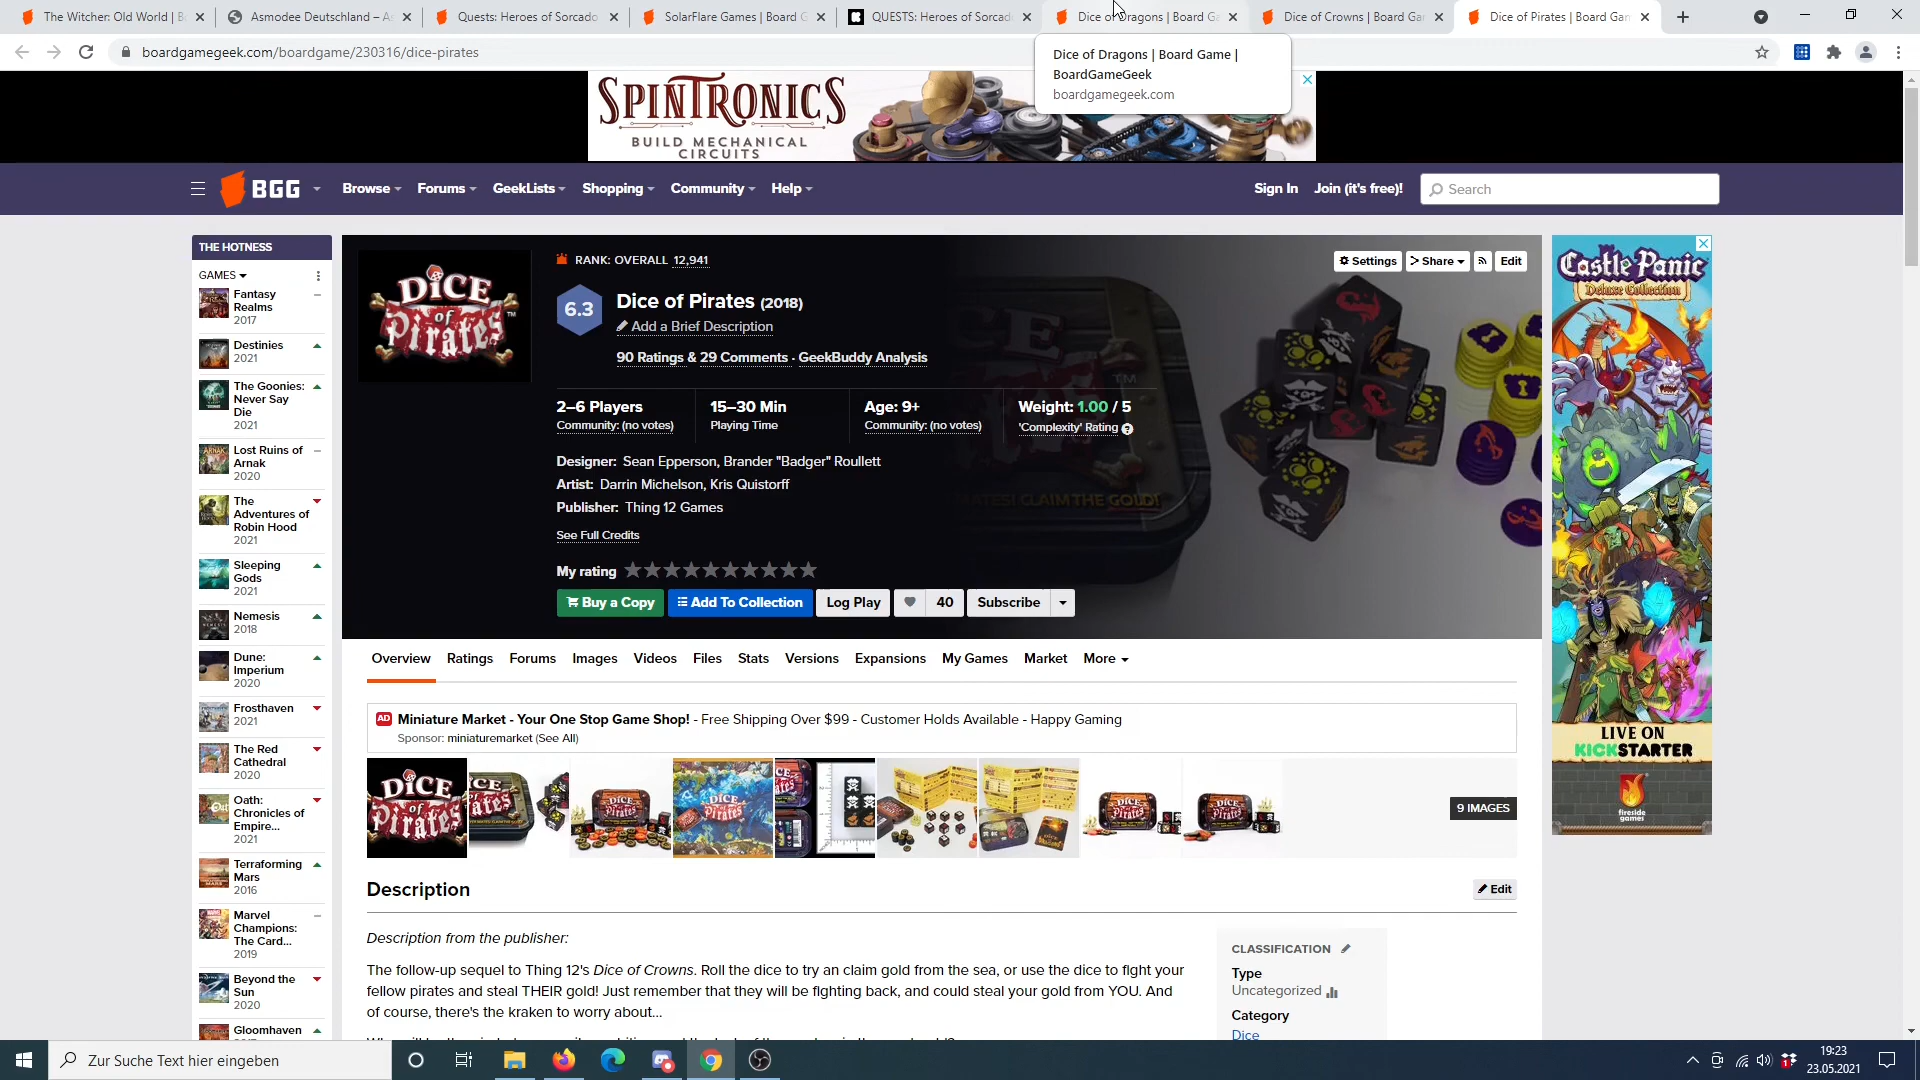 The Witcher: Old World | B
Asmodee Deutschland – As
Quests: Heroes of Sorcado
SolarFlare Games | Board G
QUESTS: Heroes of Sorcad
Dice of Dragons | Board Ga
Dice of Crowns | Board Gar
Dice of Pirates | Board Gam
boardgamegeek.com/boardgame/230316/dice-pirates
Dice of Dragons | Board Game |
BoardGameGeek
boardgamegeek.com
SPINTRONICS
BUILD MECHANICAL
CIRCUITS
BGG
Browse
Forums
GeekLists
Shopping
Community
Help
Sign In
Join (it's free)!
Search
THE HOTNESS
GAMES
Fantasy
Realms
2017
Destinies
2021
The Goonies:
Never Say
Die
2021
Lost Ruins of
Arnak
2020
The
Adventures of
Robin Hood
2021
Sleeping
Gods
2021
Nemesis
2018
Dune:
Imperium
2020
Frosthaven
2021
The Red
Cathedral
2020
Oath:
Chronicles of
Empire...
2021
Terraforming
Mars
2016
Marvel
Champions:
The Card...
2019
Beyond the
Sun
2020
Gloomhaven
DICE
of
PiRATES™
RANK: OVERALL 12,941
Settings
Share
Edit
6.3
Dice of Pirates (2018)
Add a Brief Description
90 Ratings & 29 Comments · GeekBuddy Analysis
2–6 Players
Community: (no votes)
15–30 Min
Playing Time
Age: 9+
Community: (no votes)
Weight: 1.00 / 5
'Complexity' Rating
Designer: Sean Epperson, Brander "Badger" Roullett
Artist: Darrin Michelson, Kris Quistorff
Publisher: Thing 12 Games
See Full Credits
My rating
Buy a Copy
Add To Collection
Log Play
40
Subscribe
Overview
Ratings
Forums
Images
Videos
Files
Stats
Versions
Expansions
My Games
Market
More
AD Miniature Market - Your One Stop Game Shop! - Free Shipping Over $99 - Customer Holds Available - Happy Gaming
Sponsor: miniaturemarket (See All)
9 IMAGES
Description
Edit
Description from the publisher:
The follow-up sequel to Thing 12's Dice of Crowns. Roll the dice to try an claim gold from the sea, or use the dice to fight your
fellow pirates and steal THEIR gold! Just remember that they will be fighting back, and could steal your gold from YOU. And
of course, there's the kraken to worry about...
CLASSIFICATION
Type
Uncategorized
Category
Dice
Castle Panic
Deluxe Collection
LIVE ON
KICKSTARTER
fireside
games
Zur Suche Text hier eingeben
19:23
23.05.2021